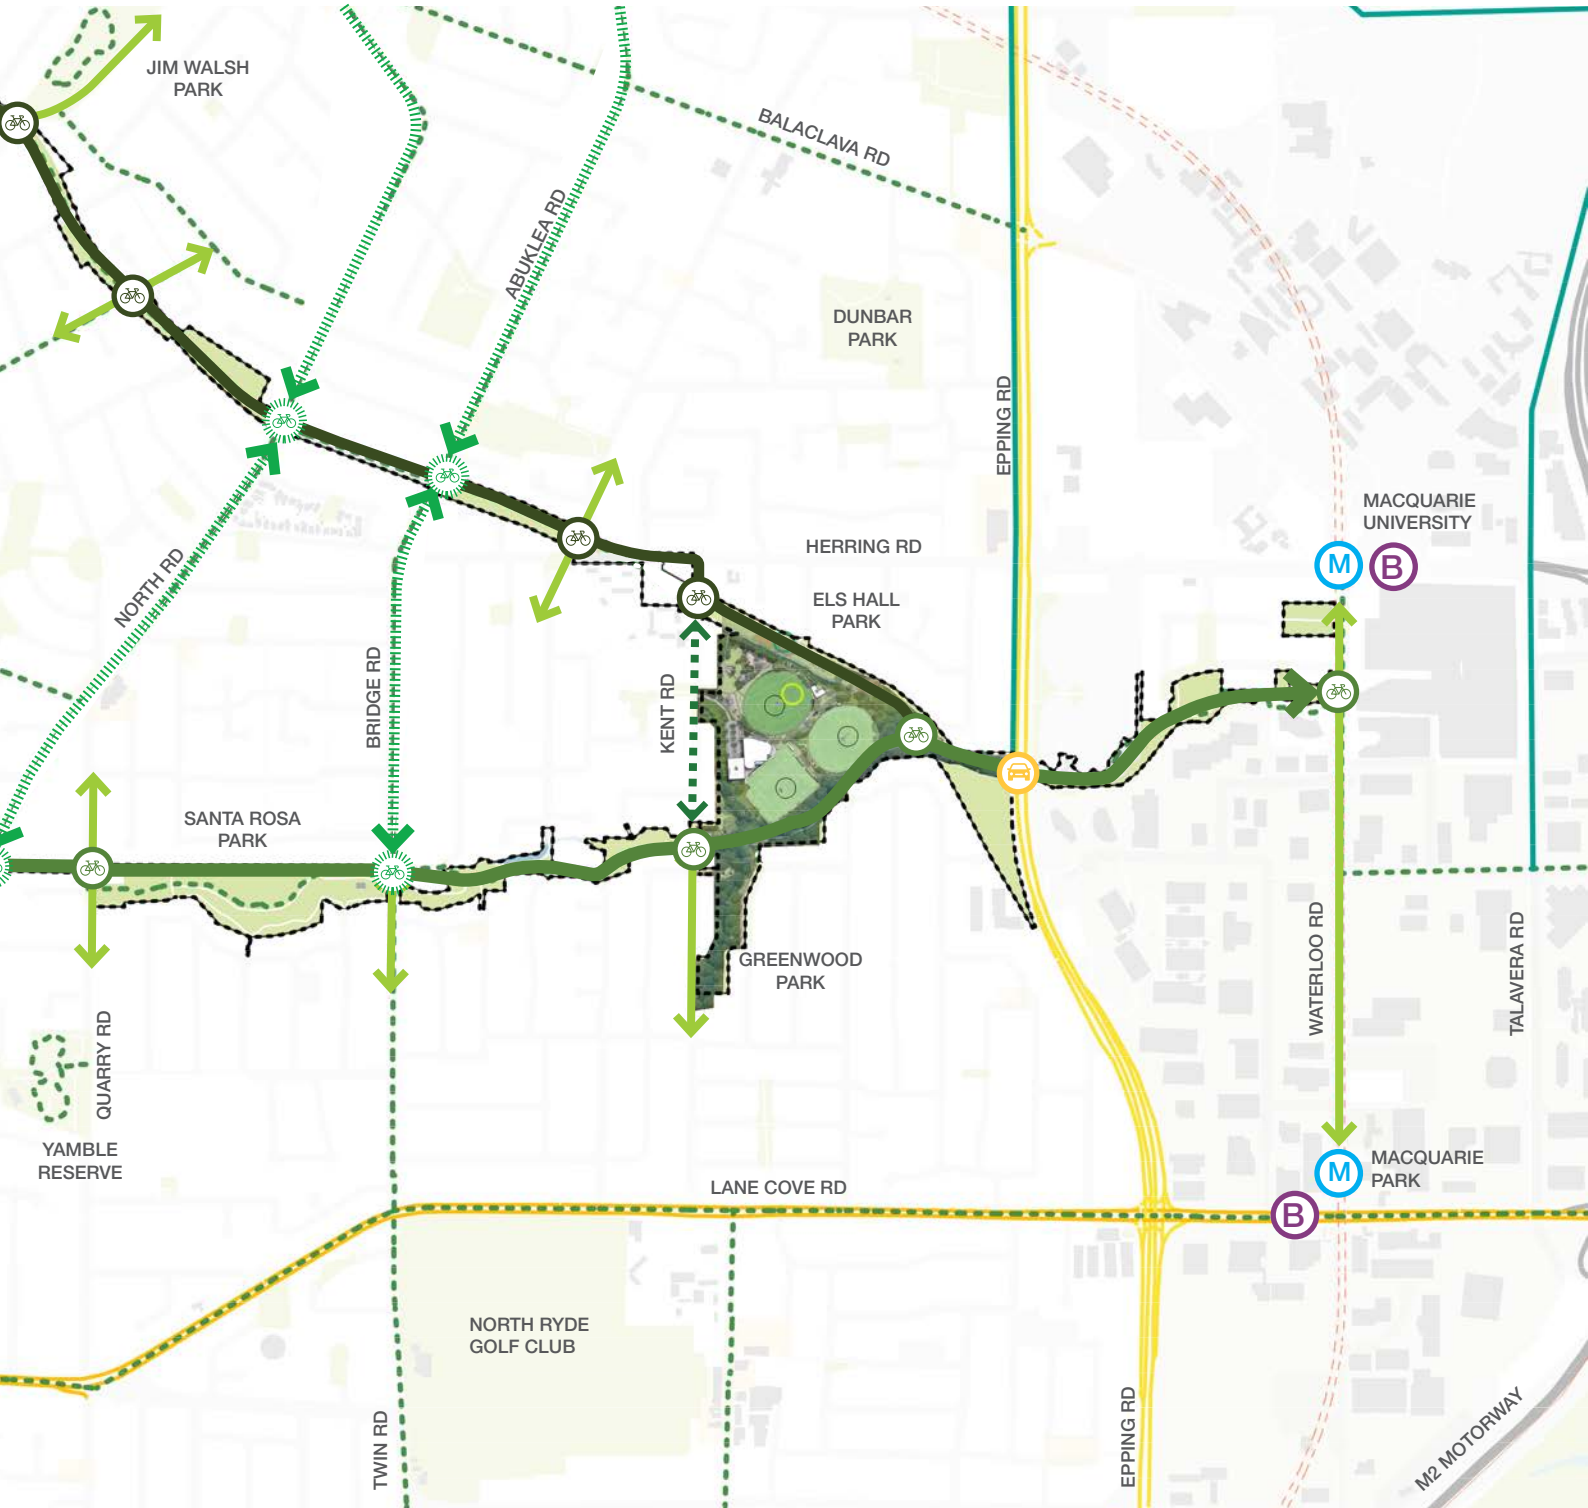 JIM WALSH
PARK
BALACLAVA RD
ABUKLEA RD
DUNBAR
PARK
EPPING RD
MACQUARIE
UNIVERSITY
M
B
HERRING RD
NORTH RD
ELS HALL
PARK
BRIDGE RD
KENT RD
SANTA ROSA
PARK
GREENWOOD
PARK
WATERLOO RD
TALAVERA RD
QUARRY RD
YAMBLE
RESERVE
LANE COVE RD
M
MACQUARIE
PARK
B
NORTH RYDE
GOLF CLUB
TWIN RD
EPPING RD
M2 MOTORWAY